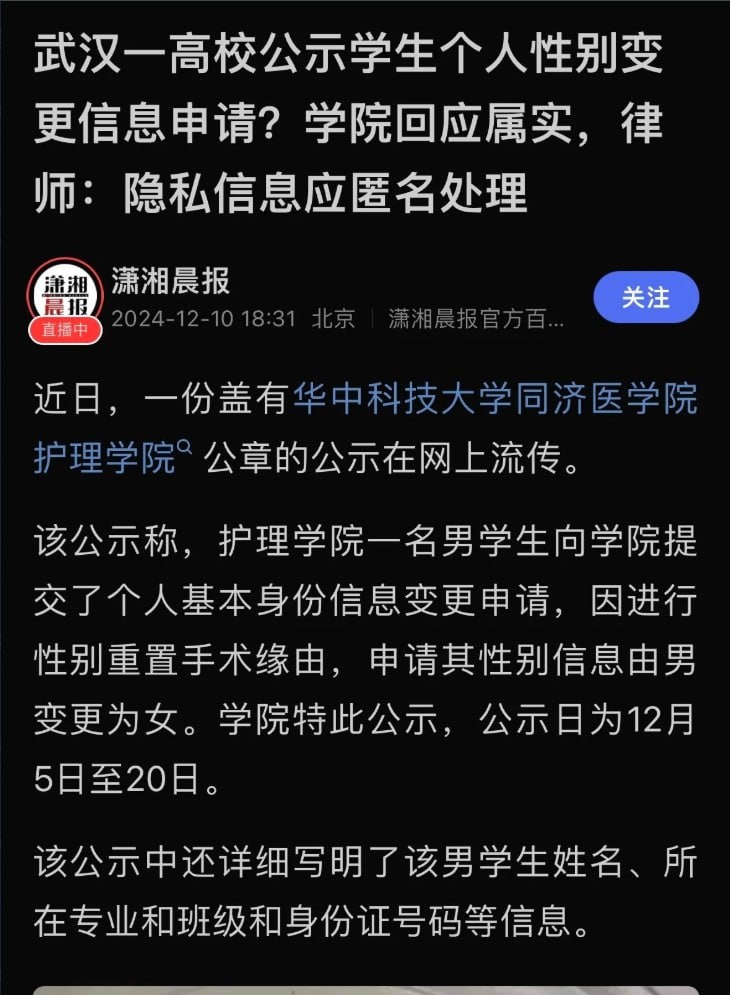 武汉一高校公示学生个人性别变
更信息申请？学院回应属实，律
师：隐私信息应匿名处理
潇湘
晨报
直播中
潇湘晨报
2024-12-10 18:31 北京 | 潇湘晨报官方百...
关注
近日，一份盖有华中科技大学同济医学院
护理学院 公章的公示在网上流传。
该公示称，护理学院一名男学生向学院提
交了个人基本身份信息变更申请，因进行
性别重置手术缘由，申请其性别信息由男
变更为女。学院特此公示，公示日为12月
5日至20日。
该公示中还详细写明了该男学生姓名、所
在专业和班级和身份证号码等信息。